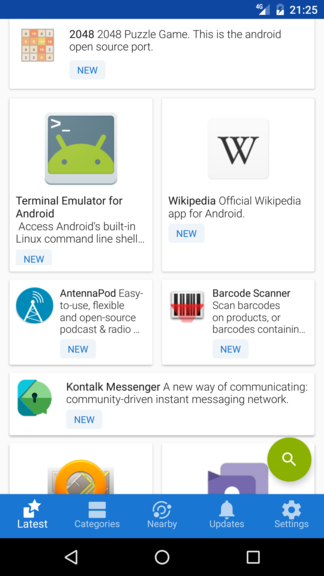 4G 21:25
2048 2048 Puzzle Game. This is the android
open source port.
NEW
>_
Terminal Emulator for
Android
Access Android's built-in
Linux command line shell...
NEW
W
Wikipedia Official Wikipedia
app for Android.
NEW
AntennaPod Easy-
to-use, flexible
and open-source
podcast & radio ...
NEW
Barcode Scanner
Scan barcodes
on products, or
barcodes containin...
NEW
Kontalk Messenger A new way of communicating:
community-driven instant messaging network.
NEW
Latest
Categories
Nearby
Updates
Settings